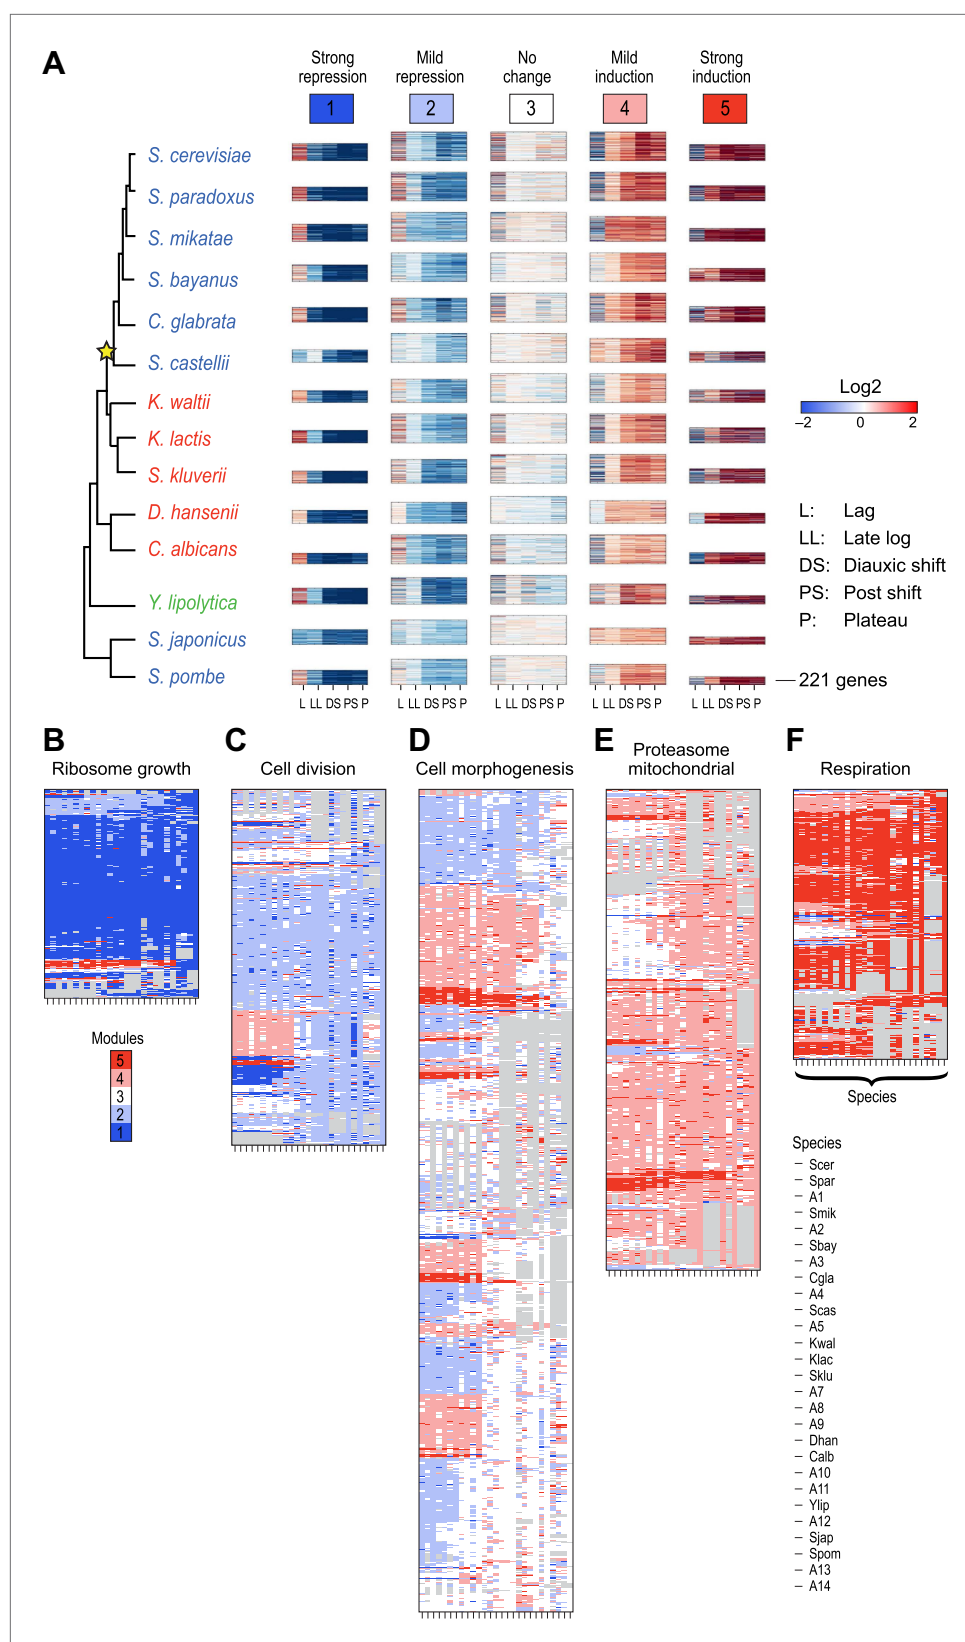 A
Strong repression
Mild repression
No change
Mild induction
Strong induction
1
2
3
4
5
S. cerevisiae
S. paradoxus
S. mikatae
S. bayanus
C. glabrata
S. castellii
K. waltii
K. lactis
S. kluverii
D. hansenii
C. albicans
Y. lipolytica
S. japonicus
S. pombe
Log2
−2 0 2
L: Lag
LL: Late log
DS: Diauxic shift
PS: Post shift
P: Plateau
221 genes
L LL DS PS P
L LL DS PS P
L LL DS PS P
L LL DS PS P
L LL DS PS P
B
Ribosome growth
C
Cell division
D
Cell morphogenesis
E
Proteasome
mitochondrial
F
Respiration
Modules
5
4
3
2
1
Species
Species
Scer
Spar
A1
Smik
A2
Sbay
A3
Cgla
A4
Scas
A5
Kwal
Klac
Sklu
A7
A8
A9
Dhan
Calb
A10
A11
Ylip
A12
Sjap
Spom
A13
A14